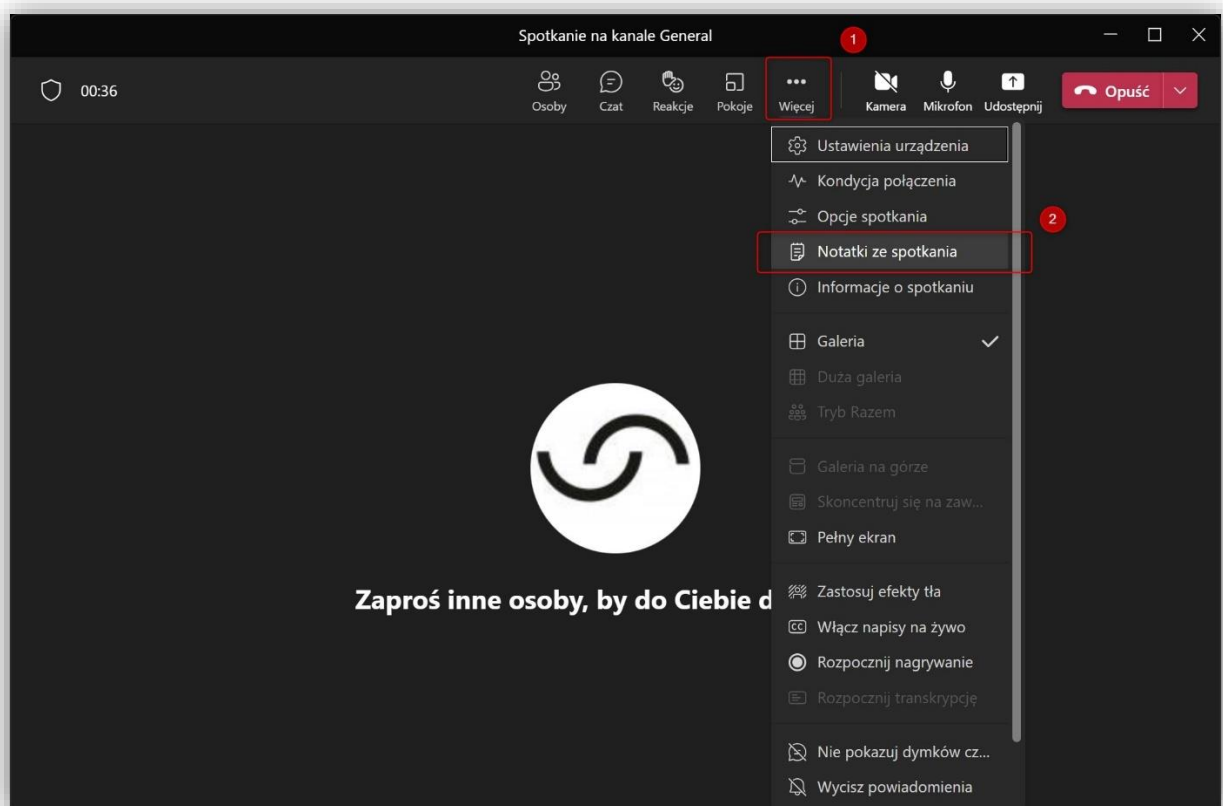 Spotkanie na kanale General
1
00:36
Osoby
Czat
Reakcje
Pokoje
Więcej
Kamera
Mikrofon
Udostępnij
Opuść
Ustawienia urządzenia
Kondycja połączenia
Opcje spotkania
2
Notatki ze spotkania
Informacje o spotkaniu
Galeria
Duża galeria
Tryb Razem
Galeria na górze
Skoncentruj się na zaw...
Pełny ekran
Zaproś inne osoby, by do Ciebie d
Zastosuj efekty tła
CC Włącz napisy na żywo
Rozpocznij nagrywanie
Rozpocznij transkrypcję
Nie pokazuj dymków cz...
Wycisz powiadomienia